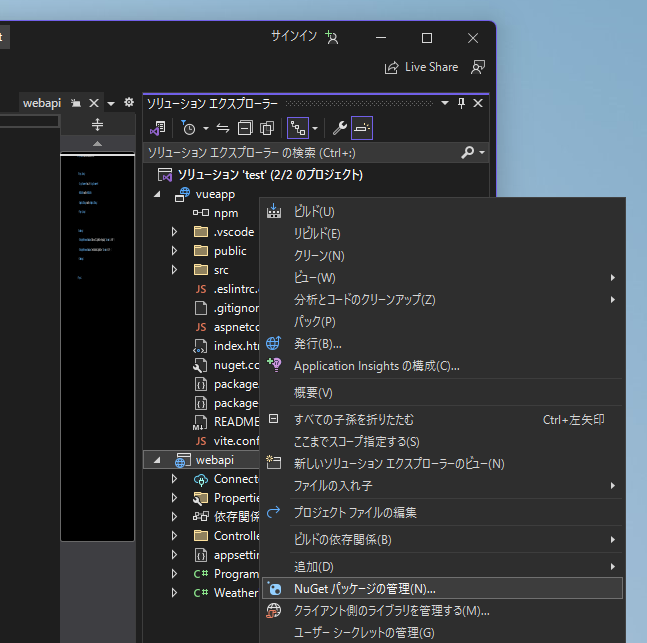 t
サインイン
Live Share
webapi
ソリューション エクスプローラー
ソリューション エクスプローラー の検索 (Ctrl+:)
ソリューション 'test' (2/2 のプロジェクト)
vueapp
npm
.vscode
public
src
JS .eslintrc.
.gitignor
JS aspnetco
index.htm
nuget.co
package.
package
README
JS vite.conf
webapi
Connect
Propertie
依存関係
Controlle
appsettin
C# Program
C# Weather
ビルド(U)
リビルド(E)
クリーン(N)
ビュー(W)
分析とコードのクリーンアップ(Z)
パック(P)
発行(B)...
Application Insights の構成(C)...
概要(V)
すべての子孫を折りたたむ Ctrl+左矢印
ここまでスコープ指定する(S)
新しいソリューション エクスプローラーのビュー(N)
ファイルの入れ子
プロジェクト ファイルの編集
ビルドの依存関係(B)
追加(D)
NuGet パッケージの管理(N)...
クライアント側のライブラリを管理する(M)...
ユーザー シークレットの管理(G)